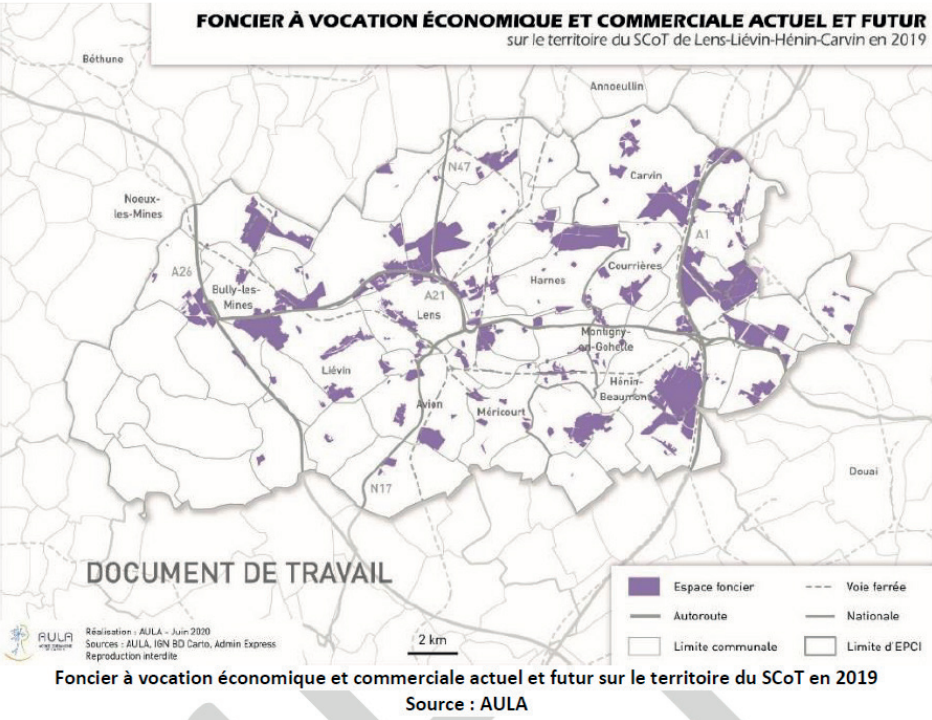 FONCIER À VOCATION ÉCONOMIQUE ET COMMERCIALE ACTUEL ET FUTUR
sur le territoire du SCoT de Lens-Liévin-Hénin-Carvin en 2019
Béthune
Annoeullin
N47
Carvin
Noeux-
les-Mines
A1
A26
Courrières
Harnes
Bully-les-
Mines
A21
Lens
Montigny-
en-Gohelle
Liévin
Hénin-
Beaumont
Avion
Méricourt
Douai
N17
DOCUMENT DE TRAVAIL
Espace foncier
Voie ferrée
Autoroute
Nationale
Limite communale
Limite d'EPCI
AULA
Réalisation : AULA - Juin 2020
Sources : AULA, IGN BD Carto, Admin Express
Reproduction interdite
2 km
Foncier à vocation économique et commerciale actuel et futur sur le territoire du SCoT en 2019
Source : AULA